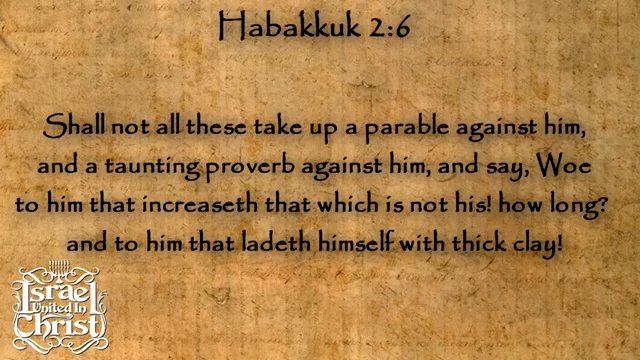 Habakkuk 2:6
Shall not all these take up a parable against him,
and a taunting proverb against him, and say, Woe
to him that increaseth that which is not his! how long?
and to him that ladeth himself with thick clay!
Israel
United In
Christ